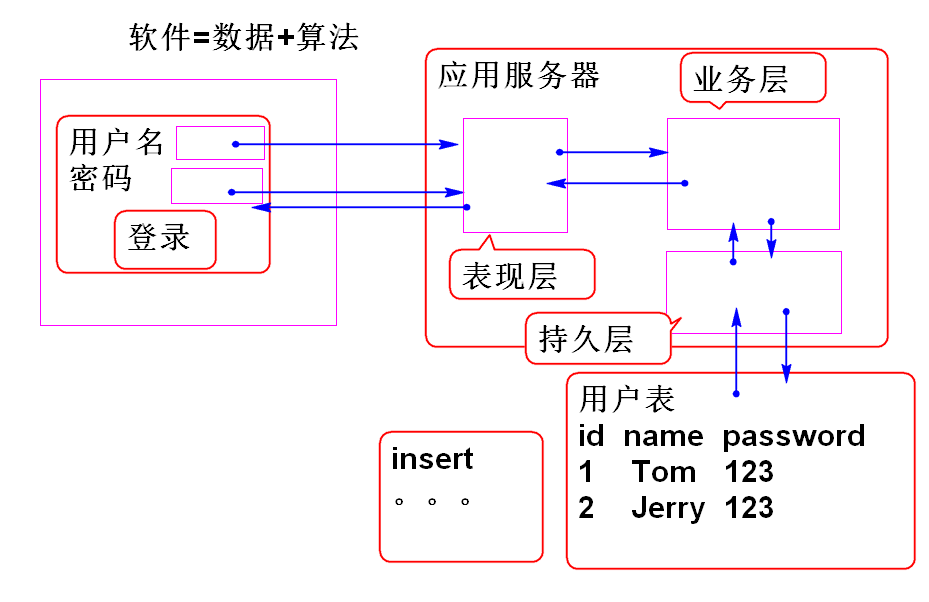 软件=数据+算法
应用服务器
业务层
用户名
密码
登录
表现层
持久层
用户表
id name password
1 Tom 123
2 Jerry 123
insert
。。。